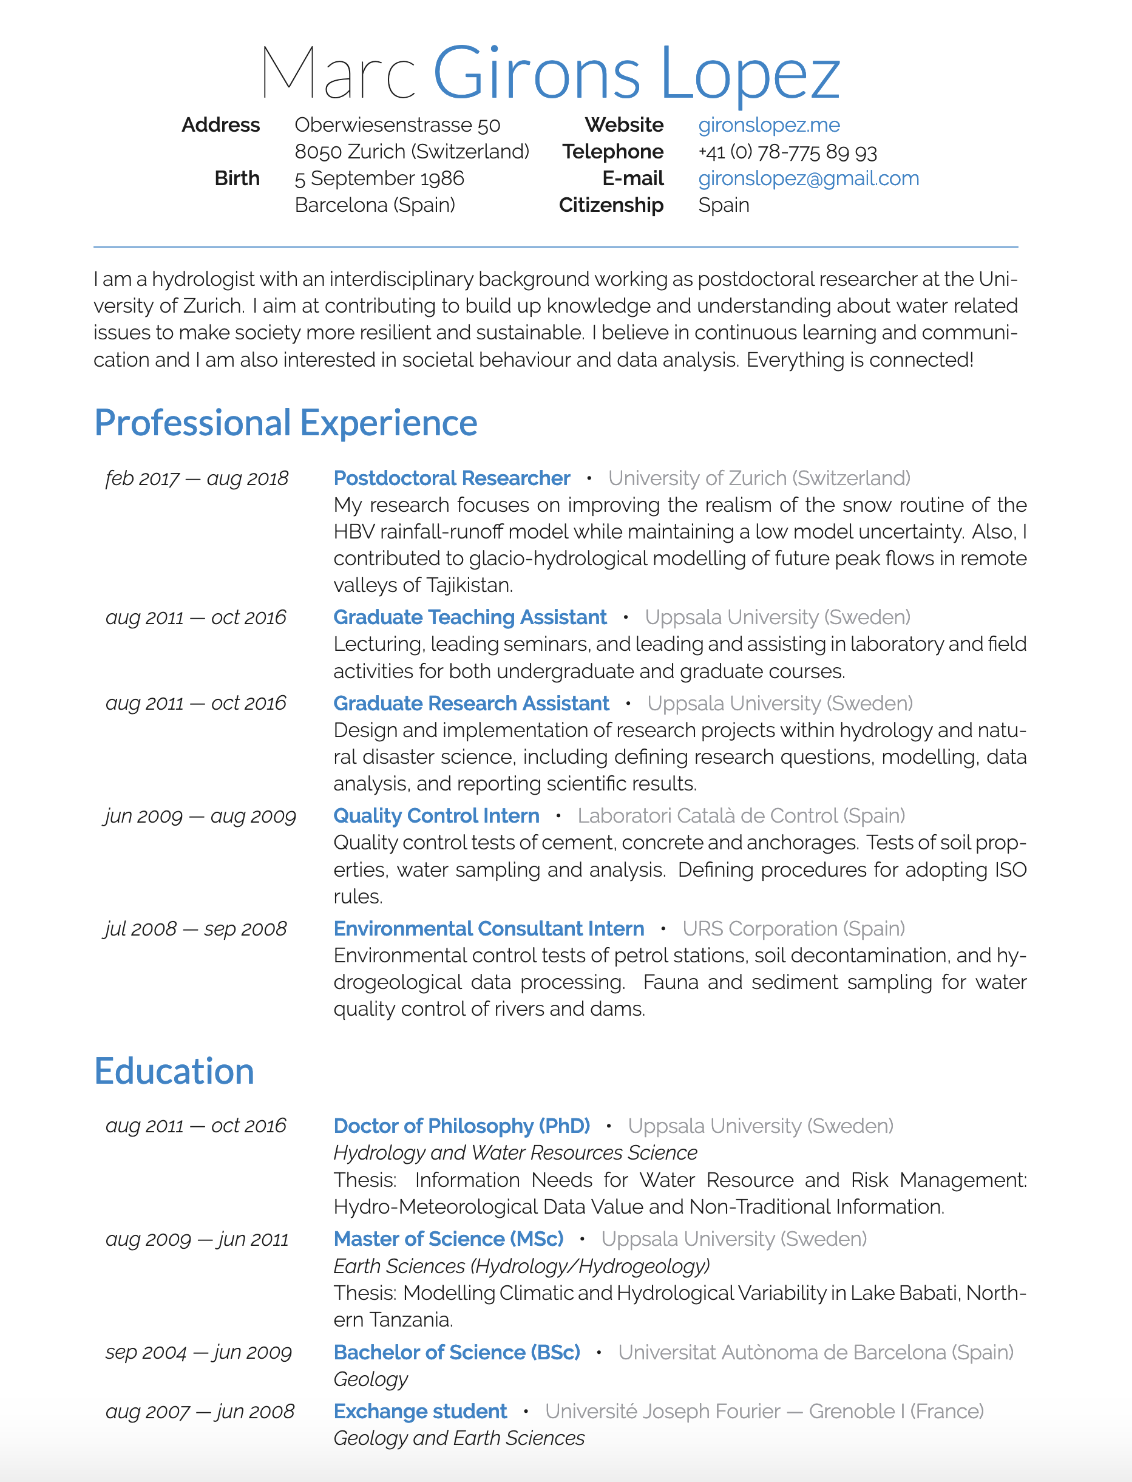 Marc Girons Lopez
Address Oberwiesenstrasse 50 Website gironslopez.me
8050 Zurich (Switzerland) Telephone +41 (0) 78-775 89 93
Birth 5 September 1986 E-mail gironslopez@gmail.com
Barcelona (Spain) Citizenship Spain
I am a hydrologist with an interdisciplinary background working as postdoctoral researcher at the Uni-
versity of Zurich. I aim at contributing to build up knowledge and understanding about water related
issues to make society more resilient and sustainable. I believe in continuous learning and communi-
cation and I am also interested in societal behaviour and data analysis. Everything is connected!
Professional Experience
feb 2017 — aug 2018 Postdoctoral Researcher • University of Zurich (Switzerland)
My research focuses on improving the realism of the snow routine of the
HBV rainfall-runoff model while maintaining a low model uncertainty. Also, I
contributed to glacio-hydrological modelling of future peak flows in remote
valleys of Tajikistan.
aug 2011 — oct 2016 Graduate Teaching Assistant • Uppsala University (Sweden)
Lecturing, leading seminars, and leading and assisting in laboratory and field
activities for both undergraduate and graduate courses.
aug 2011 — oct 2016 Graduate Research Assistant • Uppsala University (Sweden)
Design and implementation of research projects within hydrology and natu-
ral disaster science, including defining research questions, modelling, data
analysis, and reporting scientific results.
jun 2009 — aug 2009 Quality Control Intern • Laboratori Català de Control (Spain)
Quality control tests of cement, concrete and anchorages. Tests of soil prop-
erties, water sampling and analysis. Defining procedures for adopting ISO
rules.
jul 2008 — sep 2008 Environmental Consultant Intern • URS Corporation (Spain)
Environmental control tests of petrol stations, soil decontamination, and hy-
drogeological data processing. Fauna and sediment sampling for water
quality control of rivers and dams.
Education
aug 2011 — oct 2016 Doctor of Philosophy (PhD) • Uppsala University (Sweden)
Hydrology and Water Resources Science
Thesis: Information Needs for Water Resource and Risk Management:
Hydro-Meteorological Data Value and Non-Traditional Information.
aug 2009 — jun 2011 Master of Science (MSc) • Uppsala University (Sweden)
Earth Sciences (Hydrology/Hydrogeology)
Thesis: Modelling Climatic and Hydrological Variability in Lake Babati, North-
ern Tanzania.
sep 2004 — jun 2009 Bachelor of Science (BSc) • Universitat Autònoma de Barcelona (Spain)
Geology
aug 2007 — jun 2008 Exchange student • Université Joseph Fourier — Grenoble I (France)
Geology and Earth Sciences